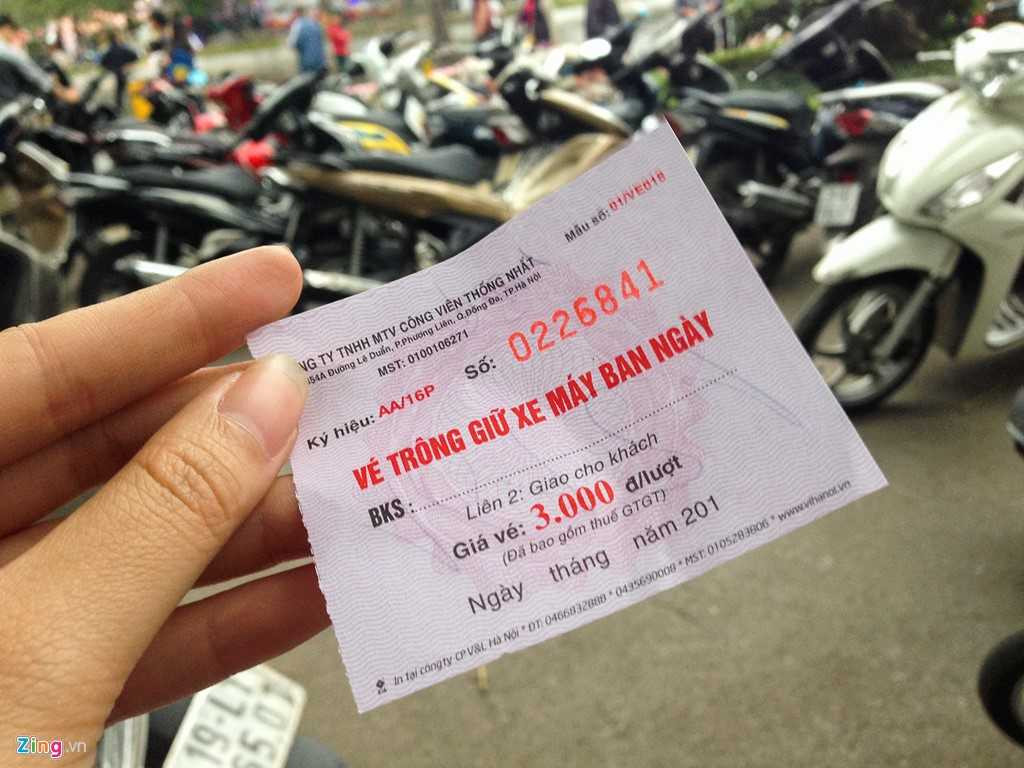 Mẫu số: 01/VE018
NG TY TNHH MTV CÔNG VIÊN THỐNG NHẤT
354A Đường Lê Duẩn, P.Phương Liên, Q.Đống Đa, TP.Hà Nội
MST: 0100106271
Ký hiệu: AA/16P Số: 0226841
VÉ TRÔNG GIỮ XE MÁY BAN NGÀY
BKS :
Liên 2: Giao cho khách
Giá vé: 3.000 đ/lượt
(Đã bao gồm thuế GTGT)
Ngày tháng năm 201
In tại công ty CP V&L Hà Nội * ĐT: 0466832888 * 0435690008 * MST: 0105283806 * www.vlhanoi.vn
19-L1
Zing.vn